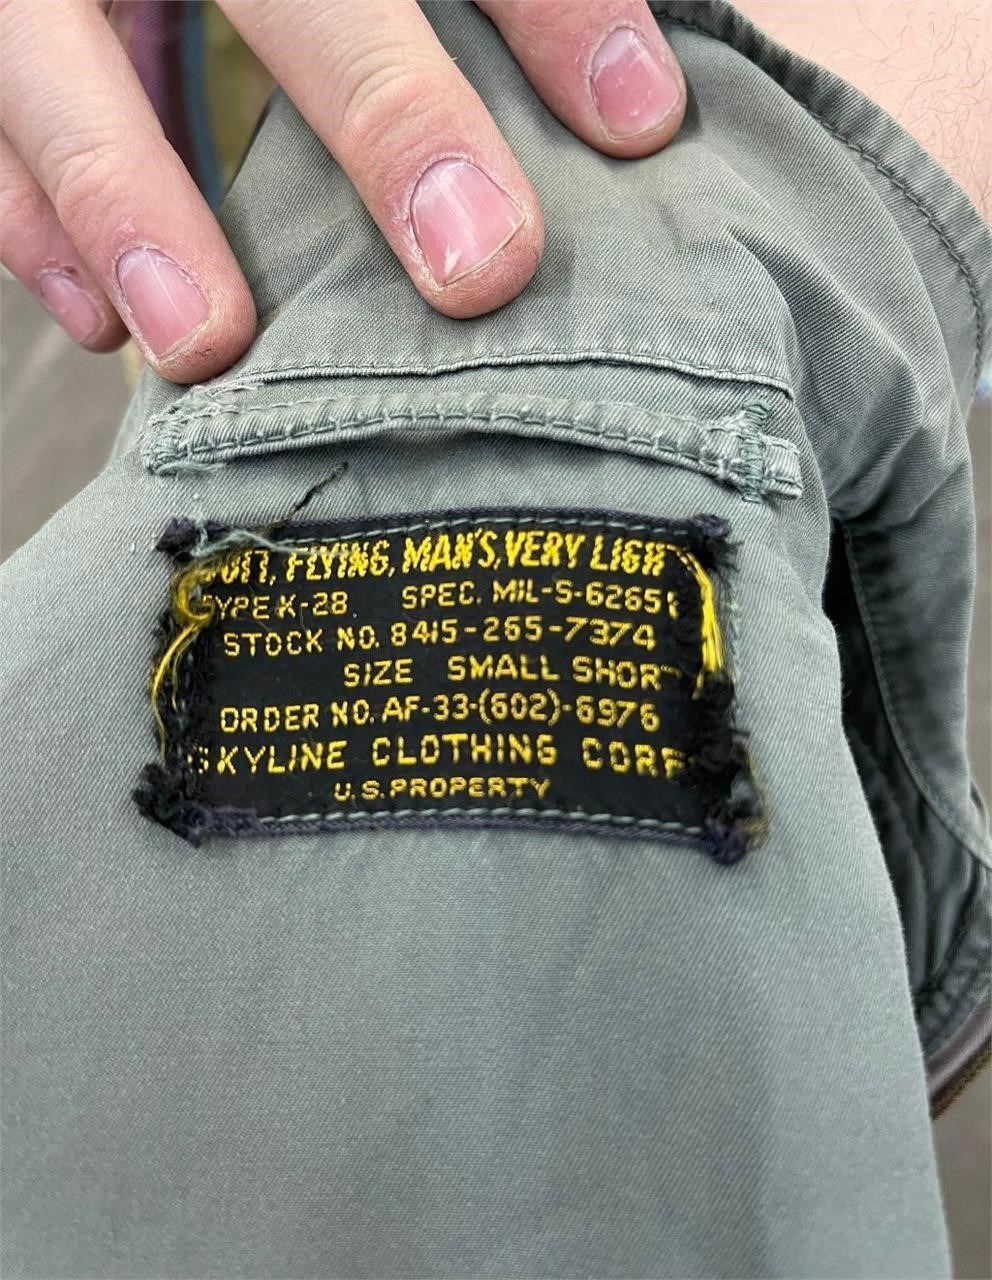 SUIT, FLYING, MAN'S, VERY LIGH
TYPE K-28 SPEC. MIL-S-6265
STOCK NO. 8415-265-7374
SIZE SMALL SHORT
ORDER NO. AF-33-(602)-6976
SKYLINE CLOTHING CORP
U.S. PROPERTY